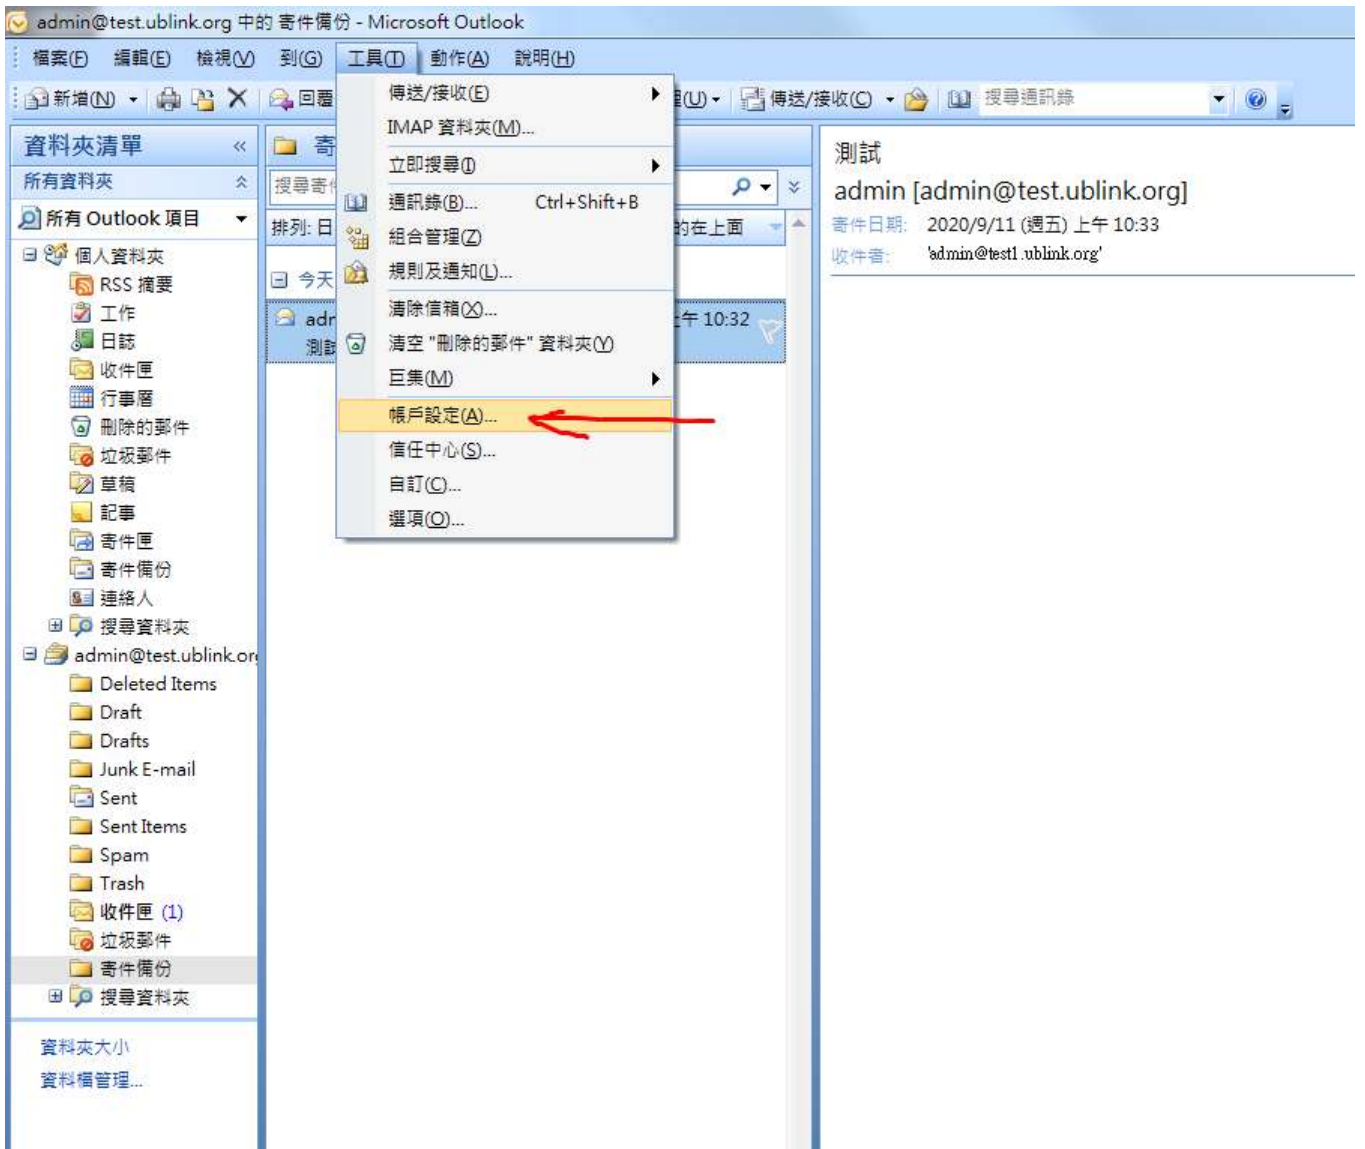 admin@test.ublink.org 中的 寄件備份 - Microsoft Outlook
檔案(F) 編輯(E) 檢視(V) 到(G) 工具(T) 動作(A) 說明(H)
新增(N) 回覆 (U) 傳送/接收(C) 搜尋通訊錄
資料夾清單 «
所有資料夾
所有 Outlook 項目
個人資料夾
RSS 摘要
工作
日誌
收件匣
行事曆
刪除的郵件
垃圾郵件
草稿
記事
寄件匣
寄件備份
連絡人
搜尋資料夾
admin@test.ublink.or
Deleted Items
Draft
Drafts
Junk E-mail
Sent
Sent Items
Spam
Trash
收件匣 (1)
垃圾郵件
寄件備份
搜尋資料夾
資料夾大小
資料檔管理...
寄
搜尋寄
排列: 日 的在上面
今天
adr 午 10:32
測試
傳送/接收(E)
IMAP 資料夾(M)...
立即搜尋(I)
通訊錄(B)... Ctrl+Shift+B
組合管理(Z)
規則及通知(L)...
清除信箱(X)...
清空 "刪除的郵件" 資料夾(Y)
巨集(M)
帳戶設定(A)...
信任中心(S)...
自訂(C)...
選項(O)...
測試
admin [admin@test.ublink.org]
寄件日期: 2020/9/11 (週五) 上午 10:33
收件者: 'admin@test1.ublink.org'